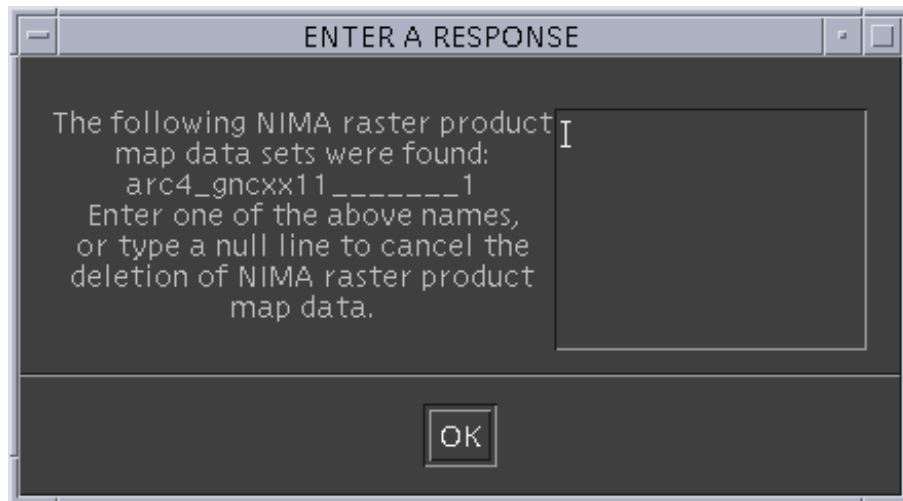 ENTER A RESPONSE
The following NIMA raster product
map data sets were found:
arc4_gncxx11_______1
Enter one of the above names,
or type a null line to cancel the
deletion of NIMA raster product
map data.
OK